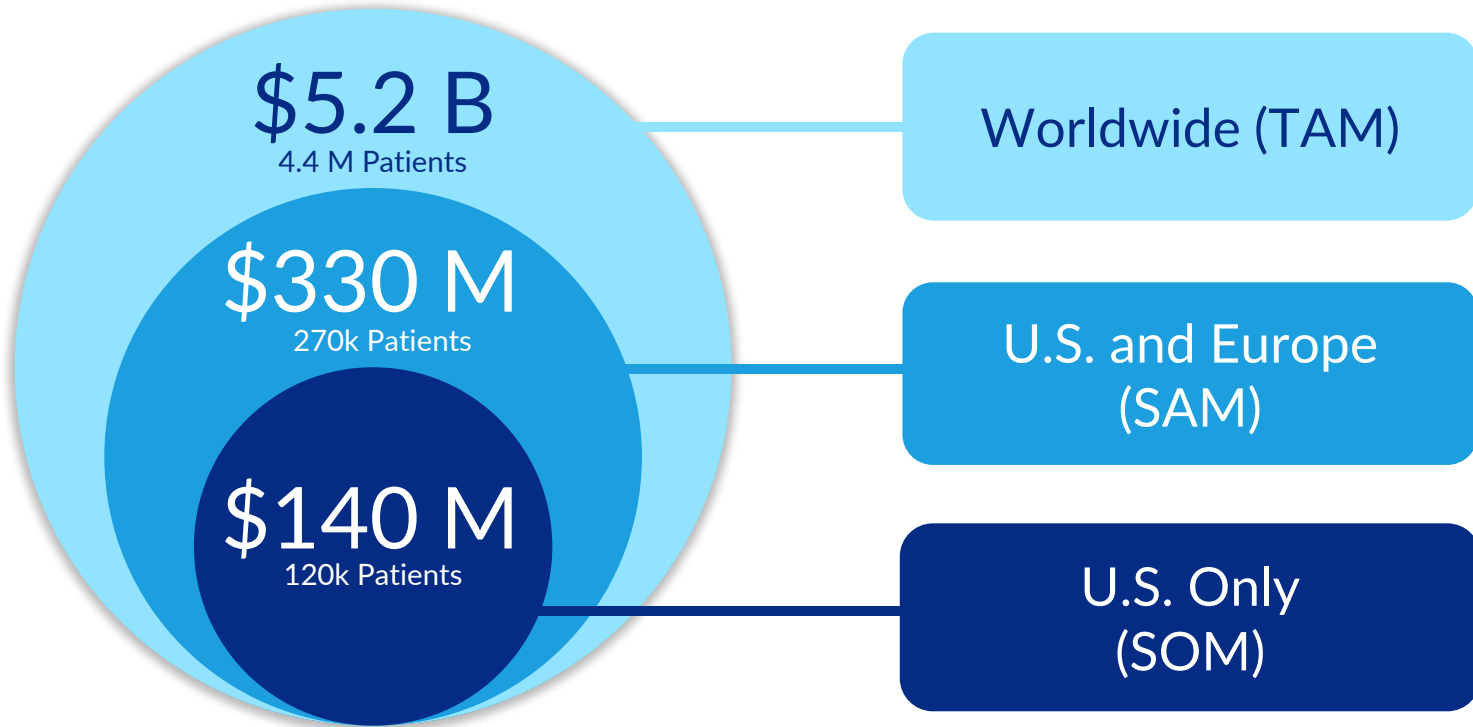 $5.2 B
4.4 M Patients
Worldwide (TAM)
$330 M
270k Patients
U.S. and Europe
(SAM)
$140 M
120k Patients
U.S. Only
(SOM)